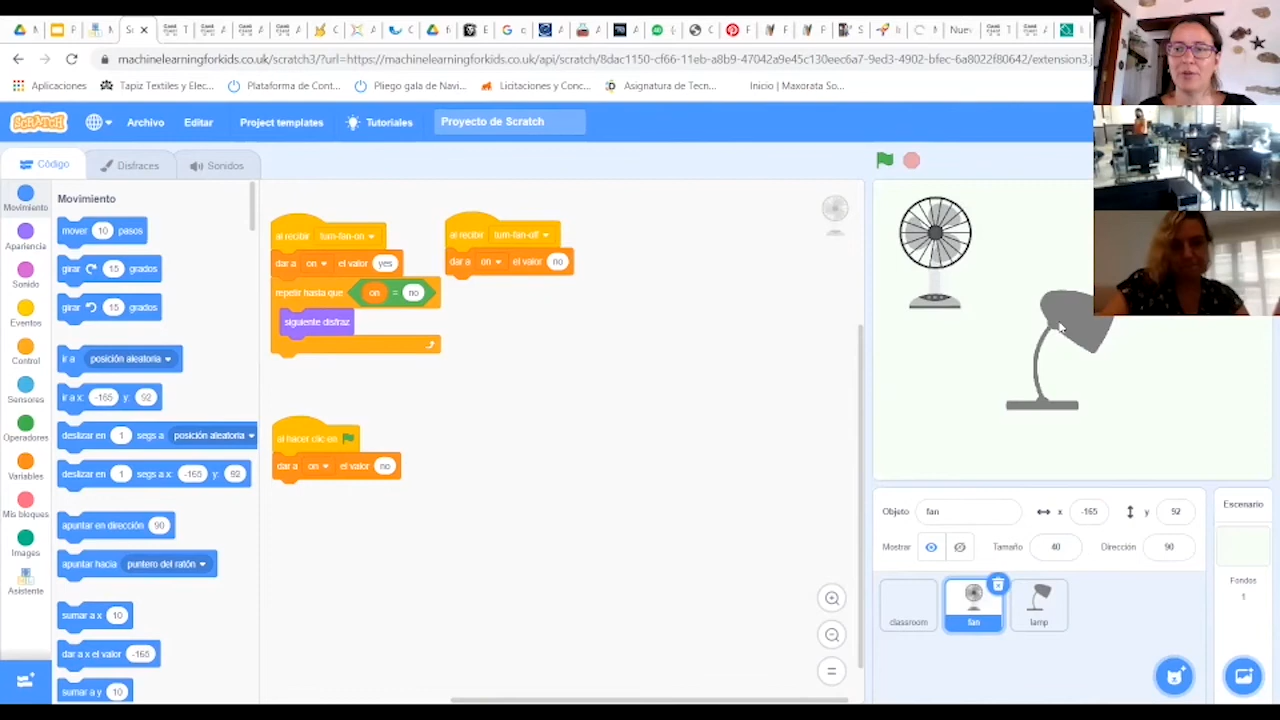 machinelearningforkids.co.uk/scratch3/?url=https://machinelearningforkids.co.uk/api/scratch/8dac1150-cf66-11eb-a8b9-47042a9e45c130eec6a7-9ed3-4902-bfec-6a8022f80642/extension3.j
Aplicaciones Tapiz Textiles y Elec... Plataforma de Cont... Pliego gala de Navi... Licitaciones y Conc... Asignatura de Tecn... Inicio | Maxorata So...
SCRATCH Archivo Editar Project templates Tutoriales Proyecto de Scratch
Código Disfraces Sonidos
Movimiento
Apariencia
Sonido
Eventos
Control
Sensores
Operadores
Variables
Mis bloques
Images
Asistente
Movimiento
mover 10 pasos
girar 15 grados
girar 15 grados
ir a posición aleatoria
ir a x: -165 y: 92
deslizar en 1 segs a posición aleatoria
deslizar en 1 segs a x: -165 y: 92
apuntar en dirección 90
apuntar hacia puntero del ratón
sumar a x 10
dar a x el valor -165
sumar a y 10
al recibir turn-fan-on
dar a on el valor yes
repetir hasta que on = no
siguiente disfraz
al recibir turn-fan-off
dar a on el valor no
al hacer clic en
dar a on el valor no
Objeto fan x -165 y 92
Mostrar Tamaño 40 Dirección 90
classroom fan lamp
Escenario
Fondos
1